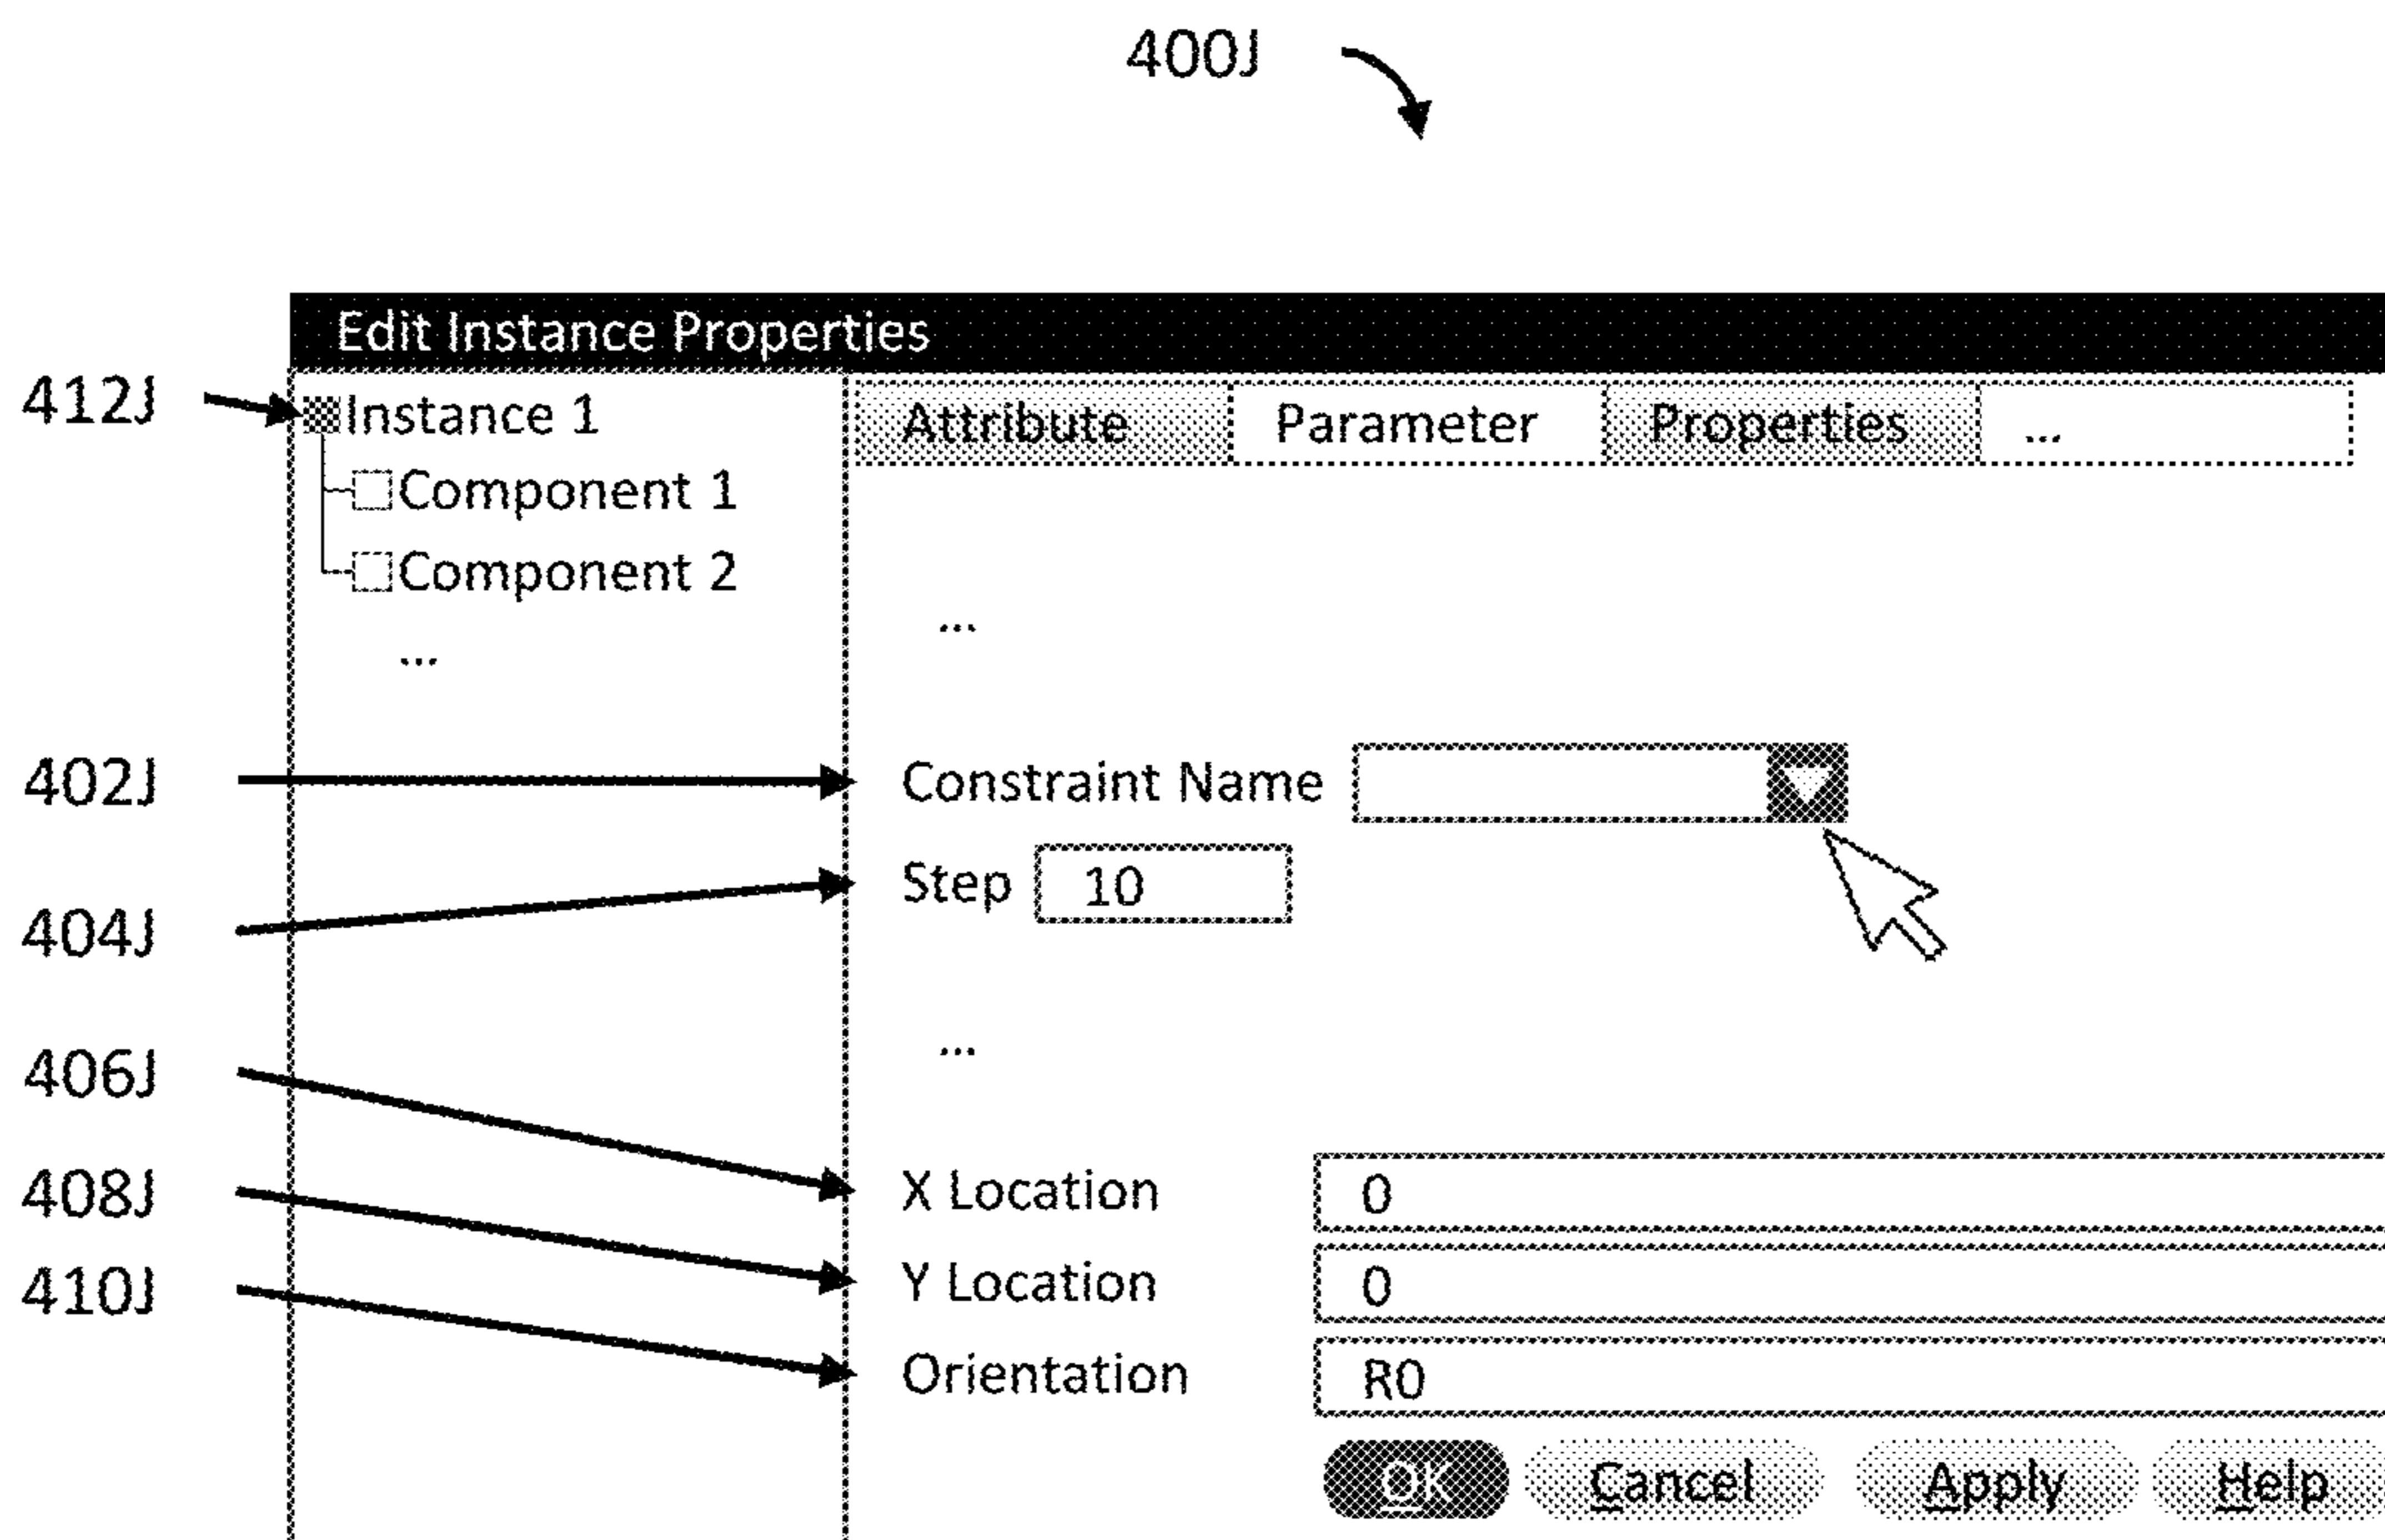 400J
Edit Instance Properties
412J
Instance 1
Attribute Parameter Properties ...
Component 1
Component 2
...
...
402J
Constraint Name
404J
Step 10
...
406J
X Location 0
408J
Y Location 0
410J
Orientation R0
OK Cancel Apply Help